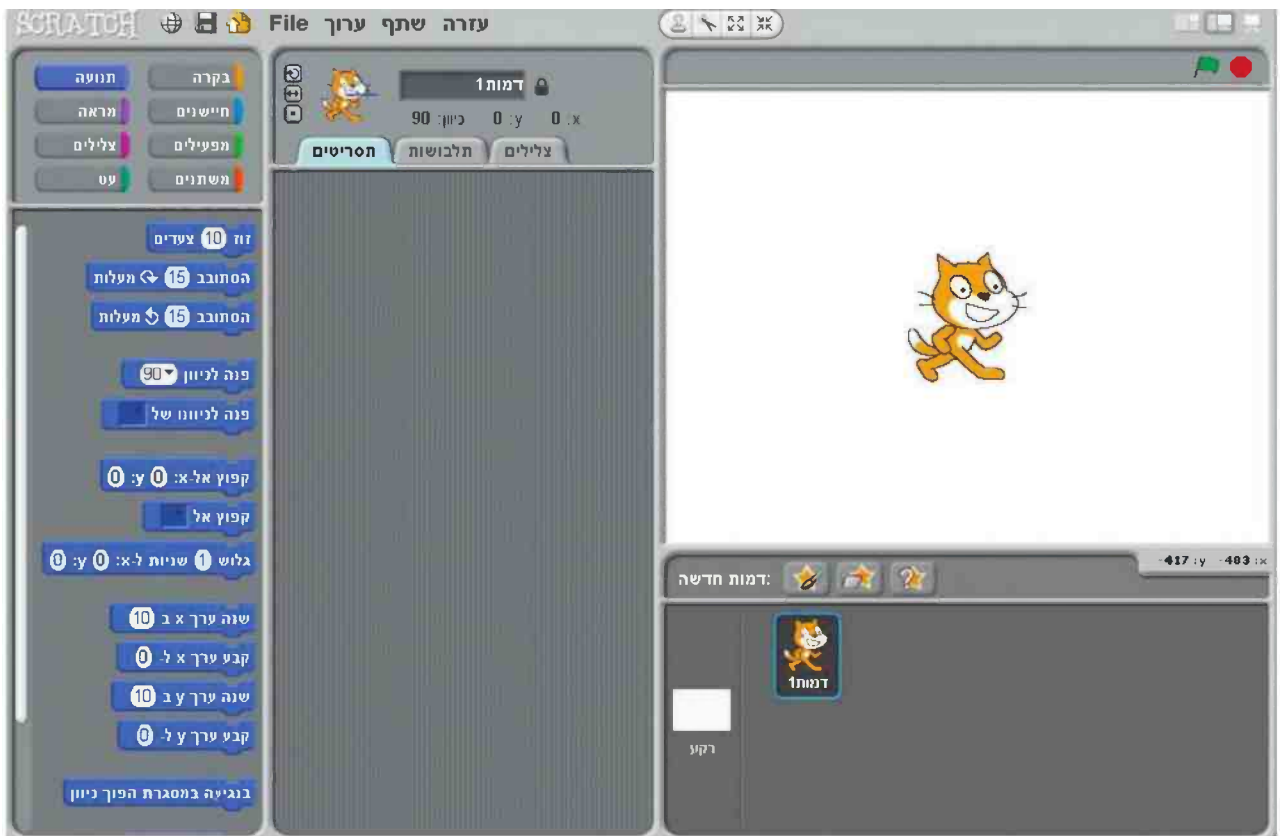 SCRATCH File ערוך שתף עזרה
תנועה בקרה
מראה חיישנים
צלילים מפעילים
עט משתנים
דמות1
x: 0 y: 0 כיוון: 90
תסריטים תלבושות צלילים
זוז 10 צעדים
הסתובב 15 מעלות
הסתובב 15 מעלות
פנה לכיוון 90
פנה לכיוונו של
קפוץ אל-x: 0 y: 0
קפוץ אל
גלוש 1 שניות ל-x: 0 y: 0
שנה ערך x ב 10
קבע ערך x ל- 0
שנה ערך y ב 10
קבע ערך y ל- 0
בנגיעה במסגרת הפוך כיוון
x: -483 y: -417
דמות חדשה:
דמות1
רקע